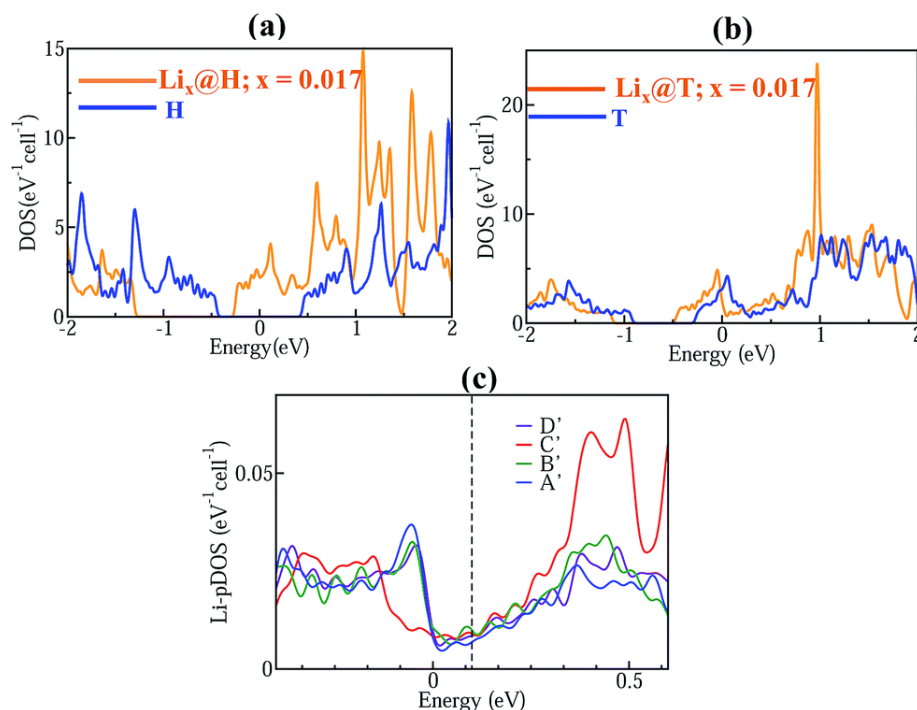 (a)
15
10
5
0
DOS(eV⁻¹cell⁻¹)
Liₓ@H; x = 0.017
H
-2 -1 0 1 2
Energy(eV)
(b)
20
10
0
DOS (eV⁻¹cell⁻¹)
Liₓ@T; x = 0.017
T
-2 -1 0 1 2
Energy (eV)
(c)
0.05
0
Li-pDOS (eV⁻¹cell⁻¹)
D'
C'
B'
A'
0 0.5
Energy (eV)